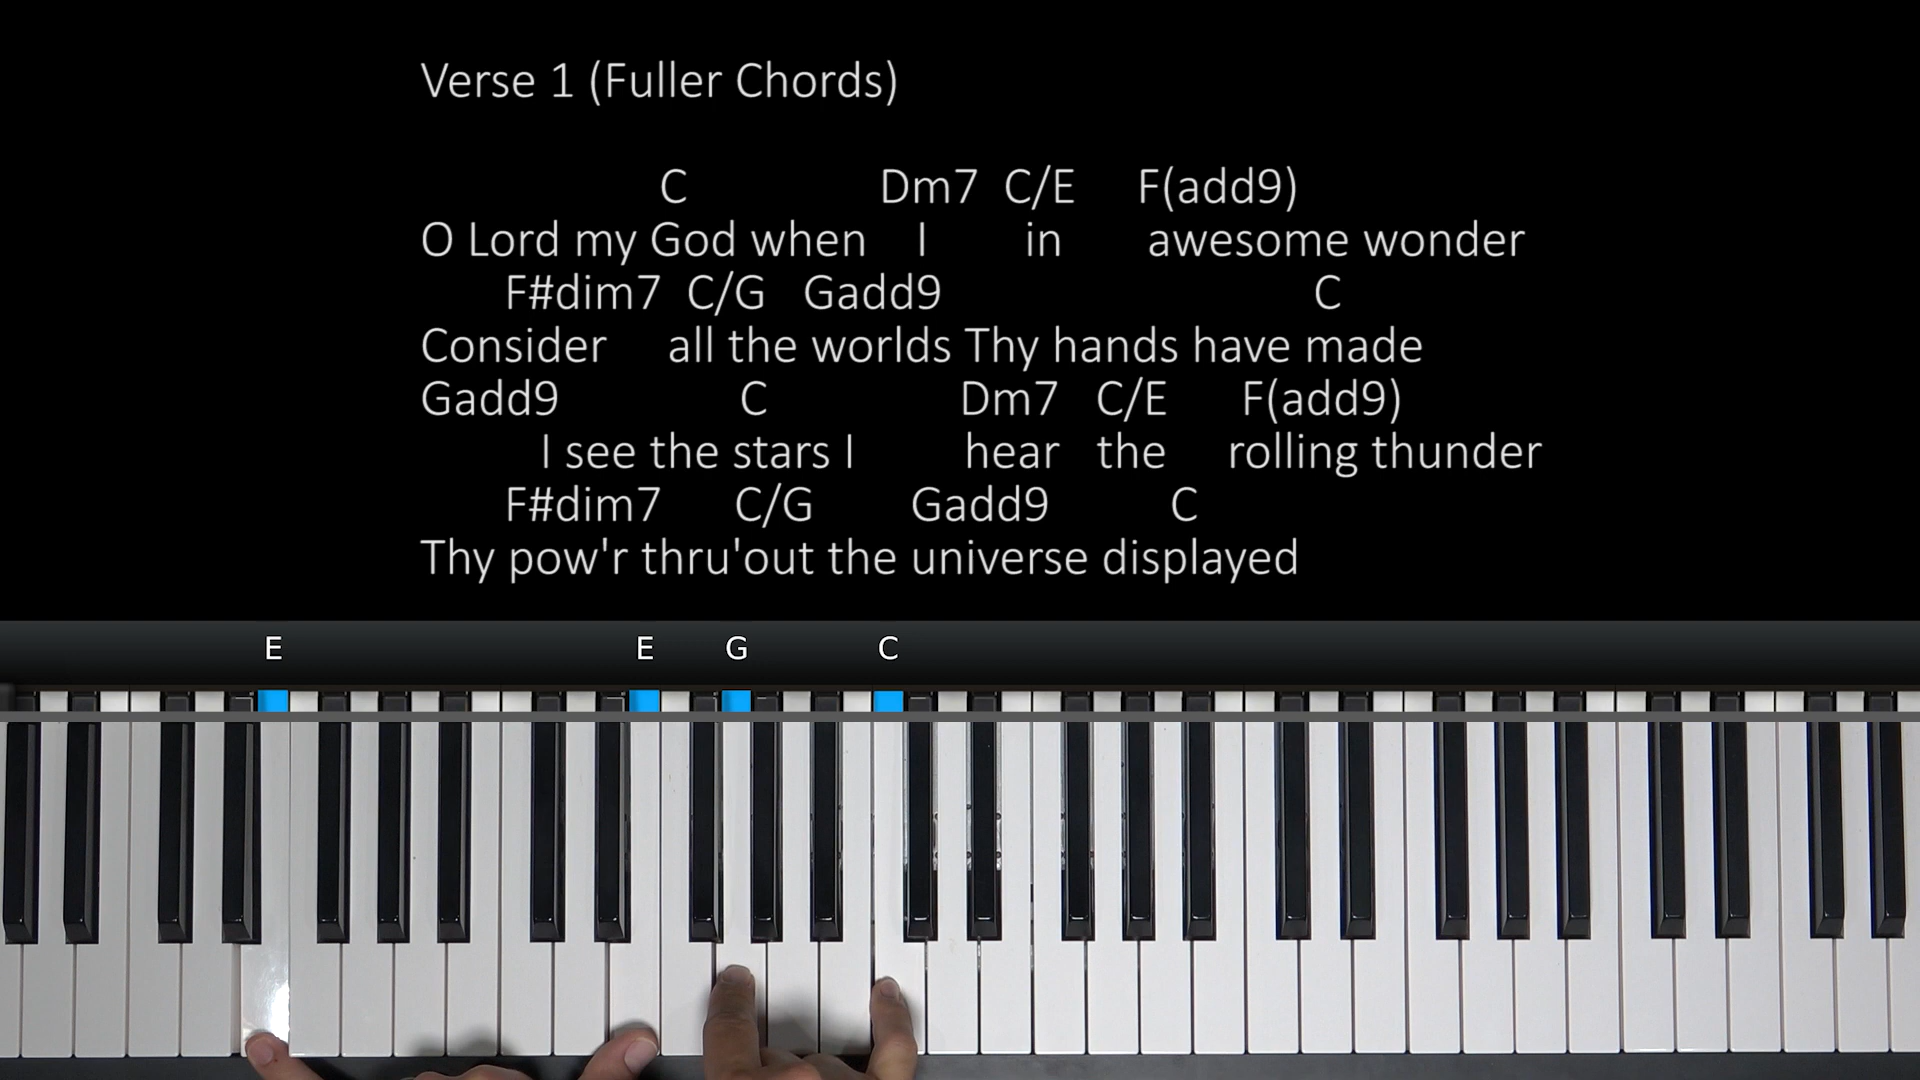 Verse 1 (Fuller Chords)
C Dm7 C/E F(add9)
O Lord my God when I in awesome wonder
F#dim7 C/G Gadd9 C
Consider all the worlds Thy hands have made
Gadd9 C Dm7 C/E F(add9)
I see the stars I hear the rolling thunder
F#dim7 C/G Gadd9 C
Thy pow'r thru'out the universe displayed
E E G C